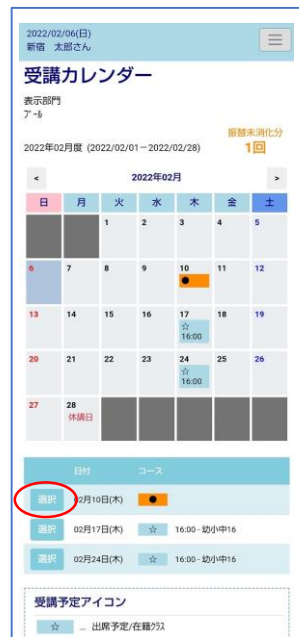 2022/02/06(日)
新宿 太郎さん
受講カレンダー
表示部門
プール
振替未消化分
2022年02月度 (2022/02/01－2022/02/28) 1回
< 2022年02月 >
日 月 火 水 木 金 土
1 2 3 4 5
6 7 8 9 10 11 12
●
13 14 15 16 17 18 19
☆
16:00
20 21 22 23 24 25 26
☆
16:00
27 28
休講日
日付 コース
選択 02月10日(木) ●
選択 02月17日(木) ☆ 16:00 - 幼小中16
選択 02月24日(木) ☆ 16:00 - 幼小中16
受講予定アイコン
☆ … 出席予定/在籍クラス